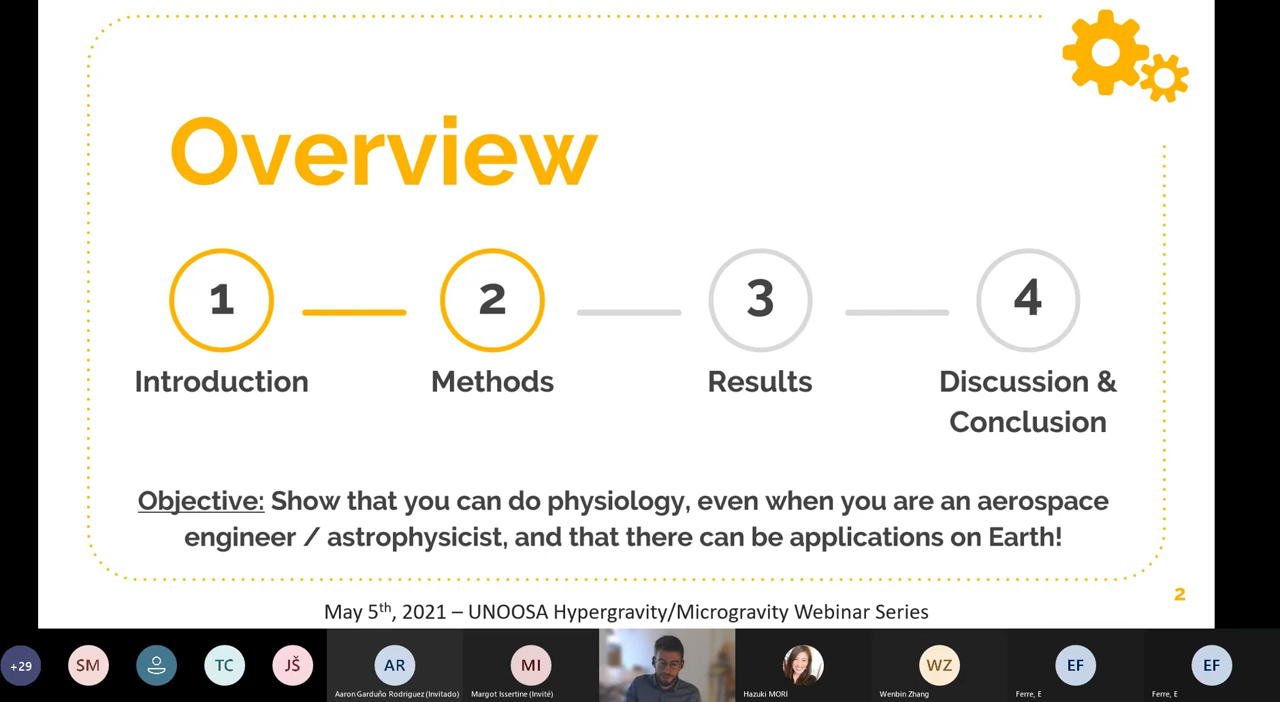 Overview
1
2
3
4
Introduction
Methods
Results
Discussion &
Conclusion
Objective: Show that you can do physiology, even when you are an aerospace
engineer / astrophysicist, and that there can be applications on Earth!
2
May 5th, 2021 – UNOOSA Hypergravity/Microgravity Webinar Series
+29
SM
TC
JŠ
AR
MI
WZ
EF
EF
Aaron Garduño Rodriguez (Invitado)
Margot Issertine (Invité)
Hazuki MORI
Wenbin Zhang
Ferre, E
Ferre, E